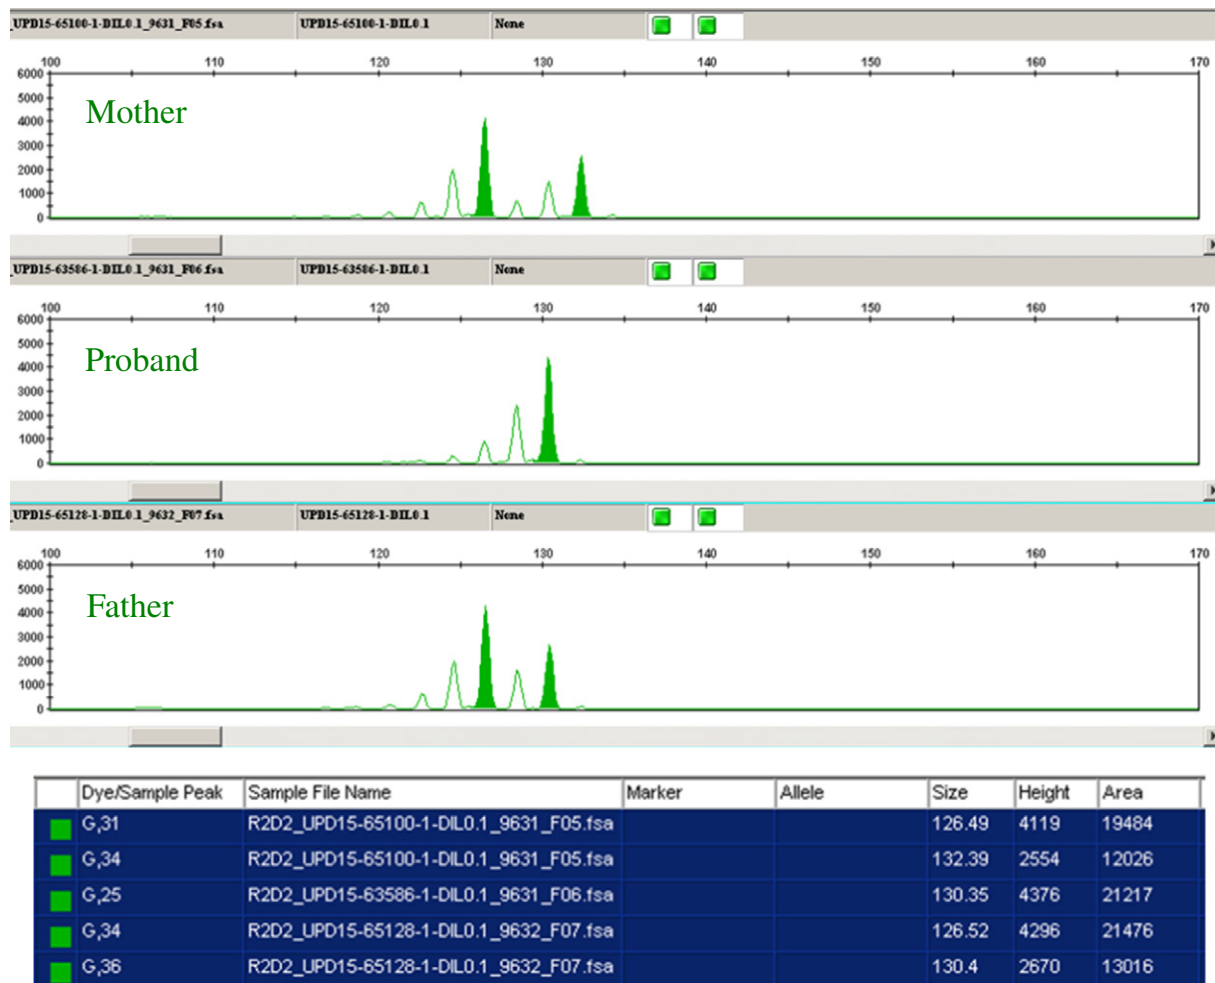 _UPD15-65100-1-DIL0.1_9631_F05.fsa UPD15-65100-1-DIL0.1 None
100 110 120 130 140 150 160 170
6000
5000
4000
3000
2000
1000
0
Mother
_UPD15-63586-1-DIL0.1_9631_F06.fsa UPD15-63586-1-DIL0.1 None
100 110 120 130 140 150 160 170
6000
5000
4000
3000
2000
1000
0
Proband
_UPD15-65128-1-DIL0.1_9632_F07.fsa UPD15-65128-1-DIL0.1 None
100 110 120 130 140 150 160 170
6000
5000
4000
3000
2000
1000
0
Father
Dye/Sample Peak Sample File Name Marker Allele Size Height Area
G,31 R2D2_UPD15-65100-1-DIL0.1_9631_F05.fsa 126.49 4119 19484
G,34 R2D2_UPD15-65100-1-DIL0.1_9631_F05.fsa 132.39 2554 12026
G,25 R2D2_UPD15-63586-1-DIL0.1_9631_F06.fsa 130.35 4376 21217
G,34 R2D2_UPD15-65128-1-DIL0.1_9632_F07.fsa 126.52 4296 21476
G,36 R2D2_UPD15-65128-1-DIL0.1_9632_F07.fsa 130.4 2670 13016